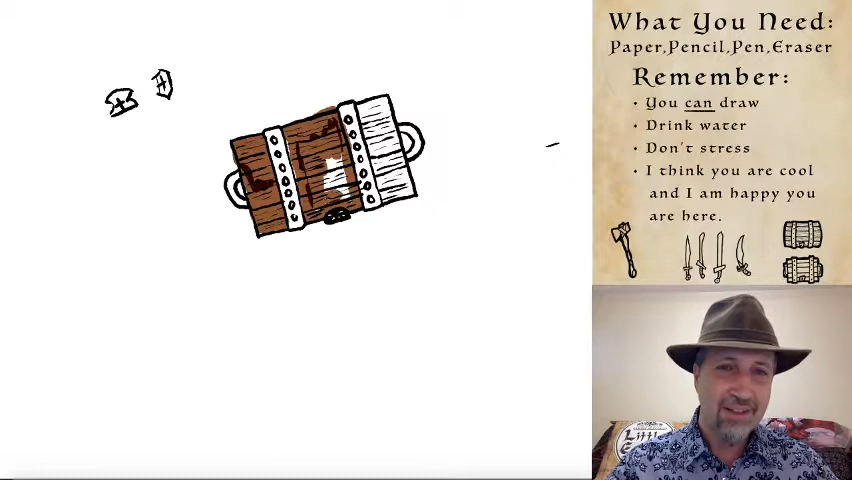 What You Need:
Paper,Pencil,Pen,Eraser
Remember:
• You can draw
• Drink water
• Don't stress
• I think you are cool
and I am happy you
are here.
Little